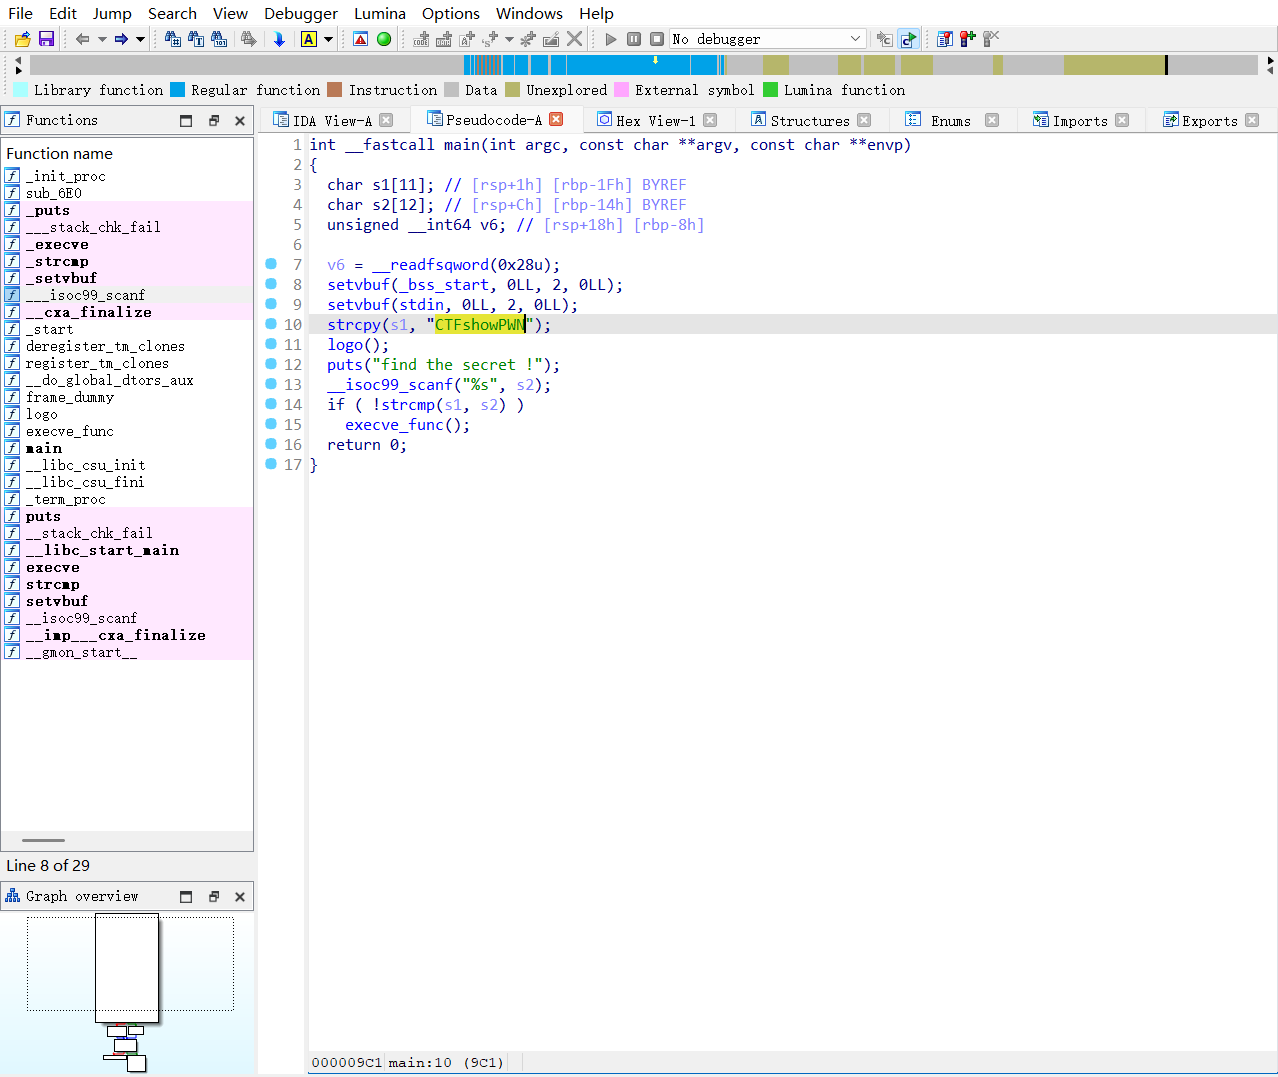 File Edit Jump Search View Debugger Lumina Options Windows Help
No debugger
Library function Regular function Instruction Data Unexplored External symbol Lumina function
Functions
IDA View-A Pseudocode-A Hex View-1 Structures Enums Imports Exports
Function name
_init_proc
sub_6E0
_puts
___stack_chk_fail
_execve
_strcmp
_setvbuf
___isoc99_scanf
__cxa_finalize
_start
deregister_tm_clones
register_tm_clones
__do_global_dtors_aux
frame_dummy
logo
execve_func
main
__libc_csu_init
__libc_csu_fini
_term_proc
puts
__stack_chk_fail
__libc_start_main
execve
strcmp
setvbuf
__isoc99_scanf
__imp___cxa_finalize
__gmon_start__
Line 8 of 29
Graph overview
1 int __fastcall main(int argc, const char **argv, const char **envp)
2 {
3 char s1[11]; // [rsp+1h] [rbp-1Fh] BYREF
4 char s2[12]; // [rsp+Ch] [rbp-14h] BYREF
5 unsigned __int64 v6; // [rsp+18h] [rbp-8h]
6
7 v6 = __readfsqword(0x28u);
8 setvbuf(_bss_start, 0LL, 2, 0LL);
9 setvbuf(stdin, 0LL, 2, 0LL);
10 strcpy(s1, "CTFshowPWN");
11 logo();
12 puts("find the secret !");
13 __isoc99_scanf("%s", s2);
14 if ( !strcmp(s1, s2) )
15 execve_func();
16 return 0;
17 }
000009C1 main:10 (9C1)